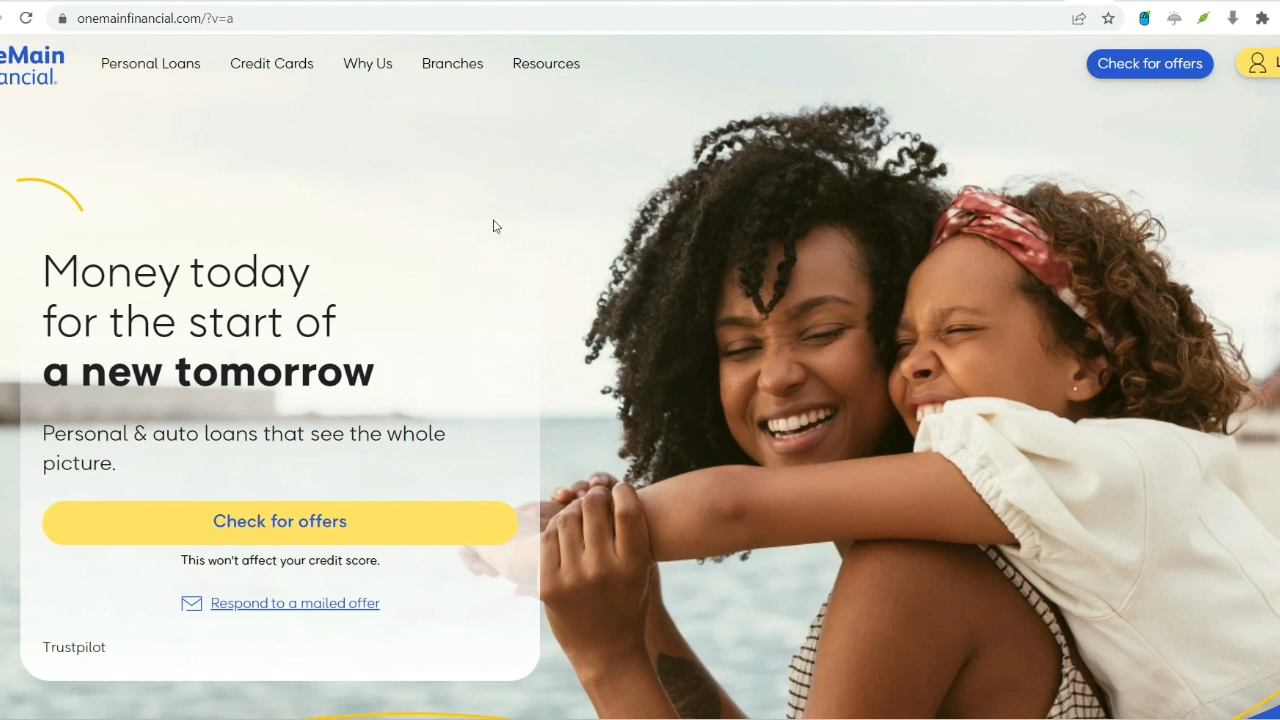 onemainfinancial.com/?v=a
eMain
ancial.
Personal Loans
Credit Cards
Why Us
Branches
Resources
Check for offers
L
Money today
for the start of
a new tomorrow
Personal & auto loans that see the whole
picture.
Check for offers
This won't affect your credit score.
Respond to a mailed offer
Trustpilot